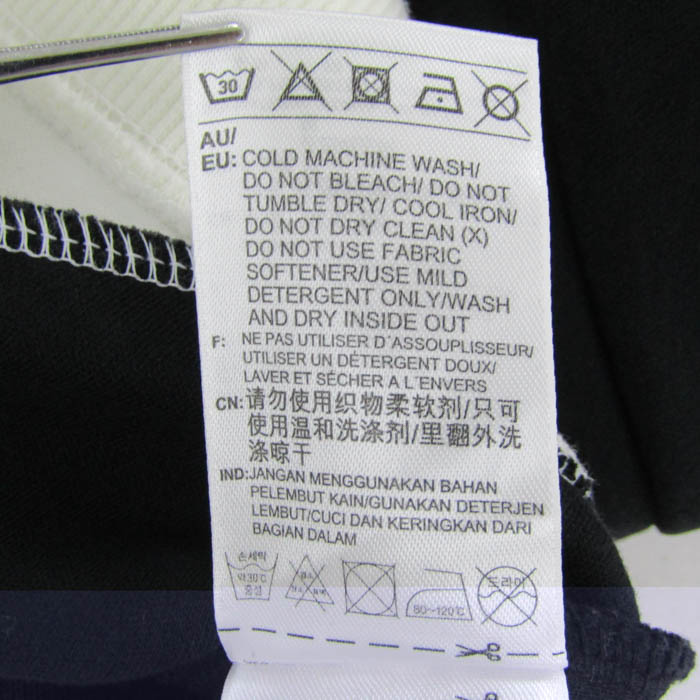 30
AU/
EU: COLD MACHINE WASH/
DO NOT BLEACH/ DO NOT
TUMBLE DRY/ COOL IRON/
DO NOT DRY CLEAN (X)
DO NOT USE FABRIC
SOFTENER/USE MILD
DETERGENT ONLY/WASH
AND DRY INSIDE OUT
F: NE PAS UTILISER D´ASSOUPLISSEUR/
UTILISER UN DÉTERGENT DOUX/
LAVER ET SÉCHER A L´ENVERS
CN: 请勿使用织物柔软剂/只可
使用温和洗涤剂/里翻外洗
涤晾干
IND:JANGAN MENGGUNAKAN BAHAN
PELEMBUT KAIN/GUNAKAN DETERJEN
LEMBUT/CUCI DAN KERINGKAN DARI
BAGIAN DALAM
손세탁
약30℃
중성
80~120℃
드라이